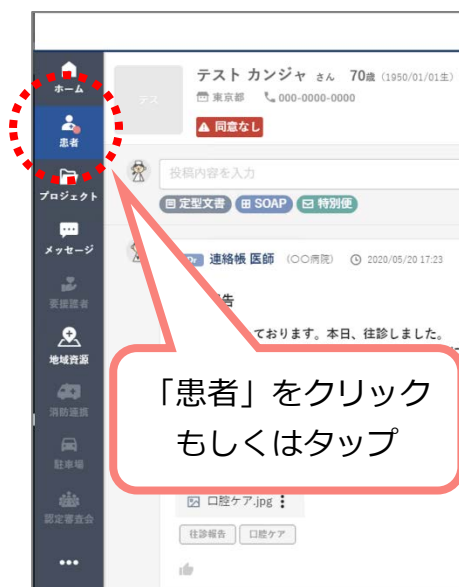 ホーム
患者
プロジェクト
メッセージ
要援護者
地域資源
消防連携
駐車場
認定審査会
•••
テス
テスト カンジャ さん 70歳 (1950/01/01生)
東京都 000-0000-0000
同意なし
投稿内容を入力
定型文書 SOAP 特別便
Dr 連絡帳 医師 (〇〇病院) 2020/05/20 17:23
告
ております。本日、往診しました。
「患者」をクリック
もしくはタップ
口腔ケア.jpg
往診報告 口腔ケア